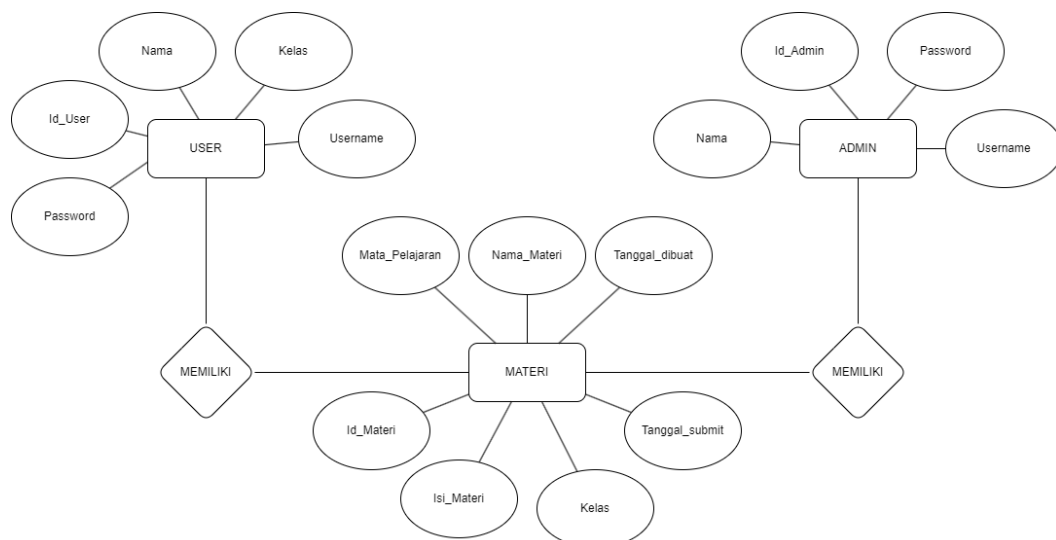 Nama
Kelas
Id_Admin
Password
Id_User
Username
Nama
Username
USER
ADMIN
Password
Mata_Pelajaran
Nama_Materi
Tanggal_dibuat
MEMILIKI
MATERI
MEMILIKI
Id_Materi
Tanggal_submit
Isi_Materi
Kelas